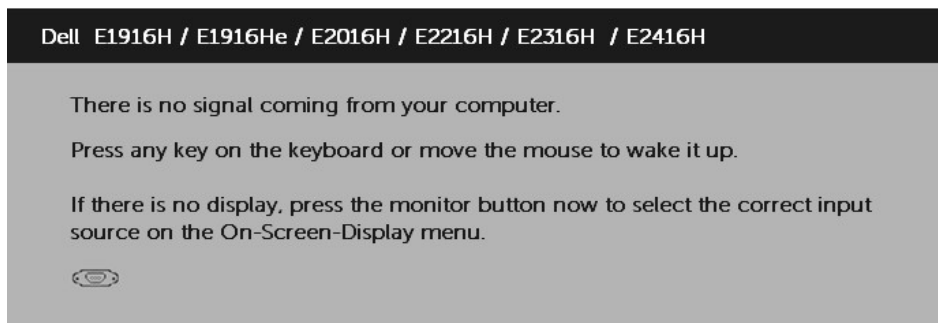 Dell E1916H / E1916He / E2016H / E2216H / E2316H / E2416H
There is no signal coming from your computer.
Press any key on the keyboard or move the mouse to wake it up.
If there is no display, press the monitor button now to select the correct input
source on the On-Screen-Display menu.